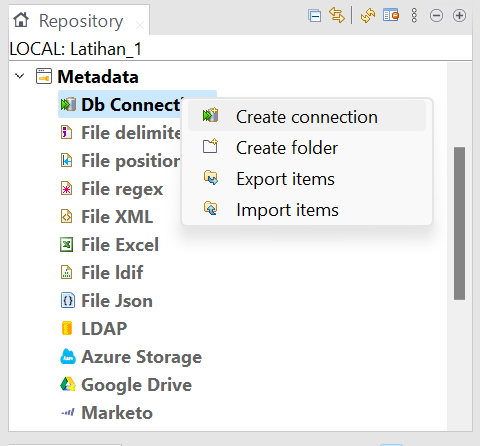 Repository
LOCAL: Latihan_1
Metadata
Db Connecti
Create connection
File delimite
Create folder
File position
Export items
File regex
Import items
File XML
File Excel
File ldif
File Json
LDAP
Azure Storage
Google Drive
Marketo